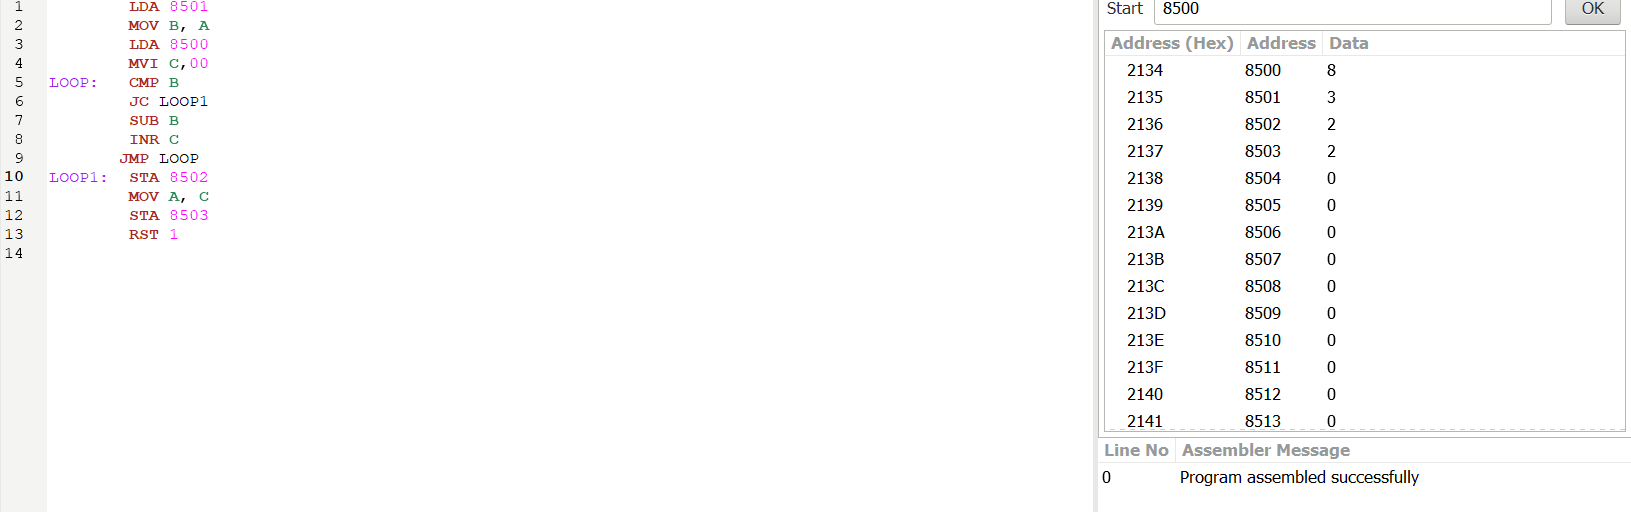 1 LDA 8501
2 MOV B, A
3 LDA 8500
4 MVI C,00
5 LOOP: CMP B
6 JC LOOP1
7 SUB B
8 INR C
9 JMP LOOP
10 LOOP1: STA 8502
11 MOV A, C
12 STA 8503
13 RST 1
14
Start 8500 OK
Address (Hex) Address Data
2134 8500 8
2135 8501 3
2136 8502 2
2137 8503 2
2138 8504 0
2139 8505 0
213A 8506 0
213B 8507 0
213C 8508 0
213D 8509 0
213E 8510 0
213F 8511 0
2140 8512 0
2141 8513 0
Line No Assembler Message
0 Program assembled successfully